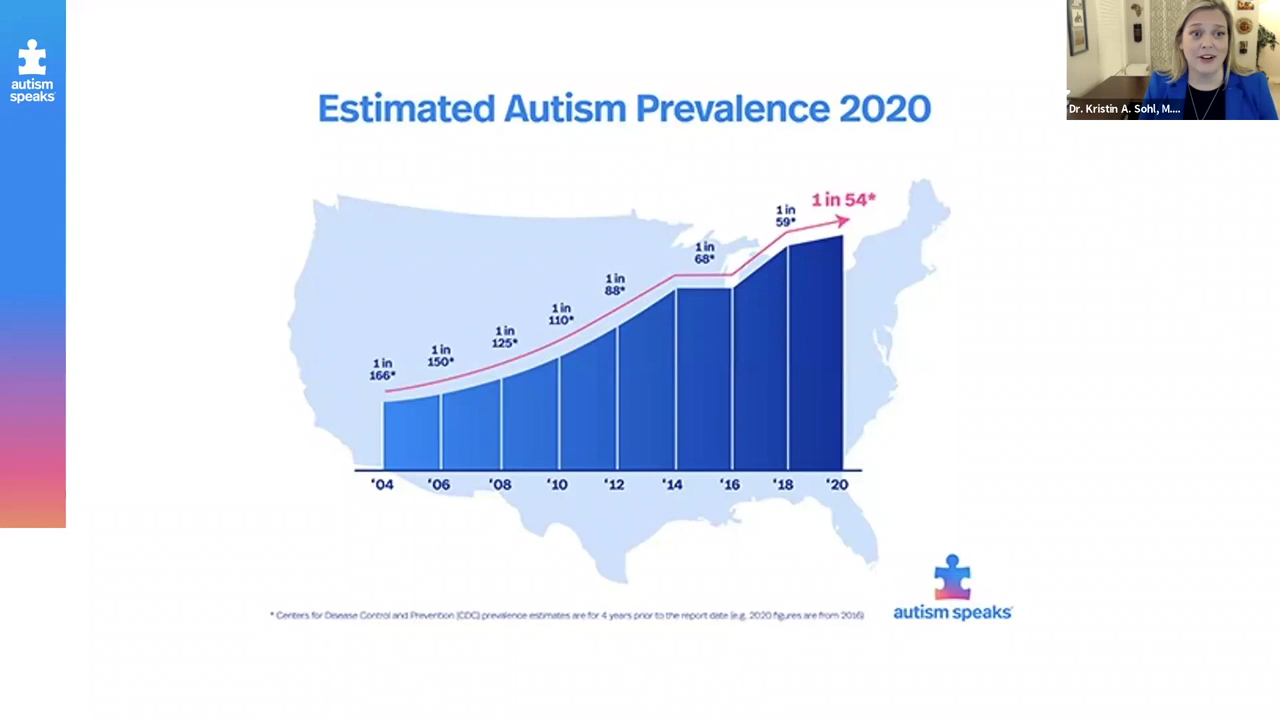 autism
speaks
Dr. Kristin A. Sohl, M....
Estimated Autism Prevalence 2020
1 in 54*
1 in
59*
1 in
68*
1 in
88*
1 in
110*
1 in
125*
1 in
150*
1 in
166*
‘04 ‘06 ‘08 ‘10 ‘12 ‘14 ‘16 ‘18 ‘20
* Centers for Disease Control and Prevention (CDC) prevalence estimates are for 4 years prior to the report date (e.g. 2020 figures are from 2016)
autism speaks